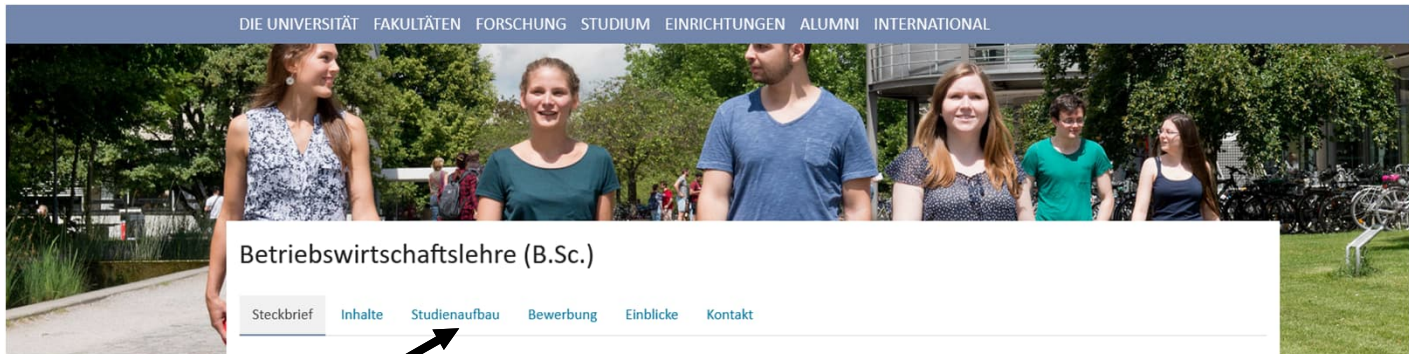 DIE UNIVERSITÄT FAKULTÄTEN FORSCHUNG STUDIUM EINRICHTUNGEN ALUMNI INTERNATIONAL
Betriebswirtschaftslehre (B.Sc.)
Steckbrief Inhalte Studienaufbau Bewerbung Einblicke Kontakt